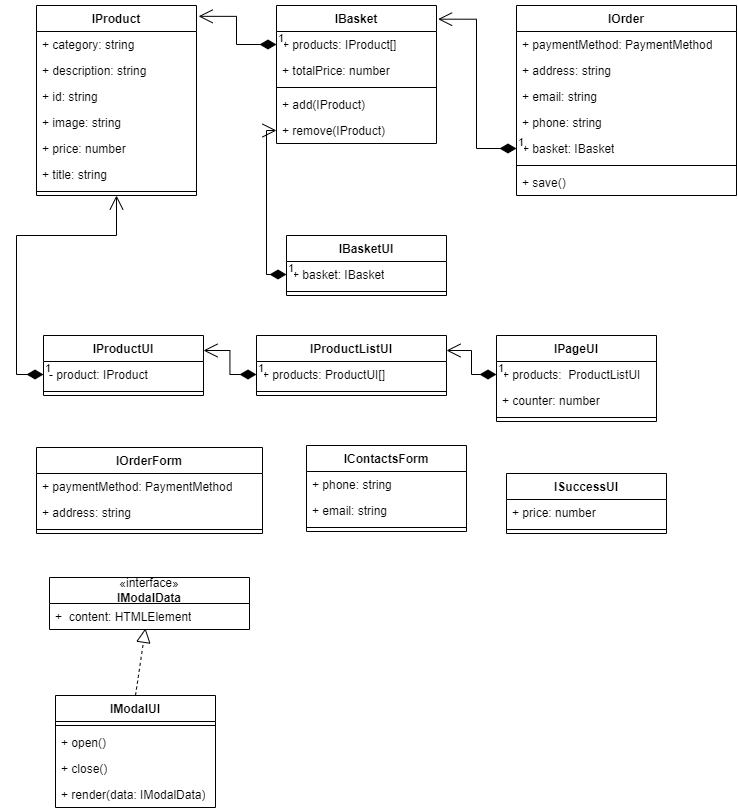 IProduct
+ category: string
+ description: string
+ id: string
+ image: string
+ price: number
+ title: string
IBasket
1
+ products: IProduct[]
+ totalPrice: number
+ add(IProduct)
+ remove(IProduct)
IOrder
+ paymentMethod: PaymentMethod
+ address: string
+ email: string
+ phone: string
1
+ basket: IBasket
+ save()
IBasketUI
1
+ basket: IBasket
IProductUI
1
- product: IProduct
IProductListUI
1
+ products: ProductUI[]
IPageUI
1
+ products:  ProductListUI
+ counter: number
IOrderForm
+ paymentMethod: PaymentMethod
+ address: string
IContactsForm
+ phone: string
+ email: string
ISuccessUI
+ price: number
«interface»
IModalData
+  content: HTMLElement
IModalUI
+ open()
+ close()
+ render(data: IModalData)